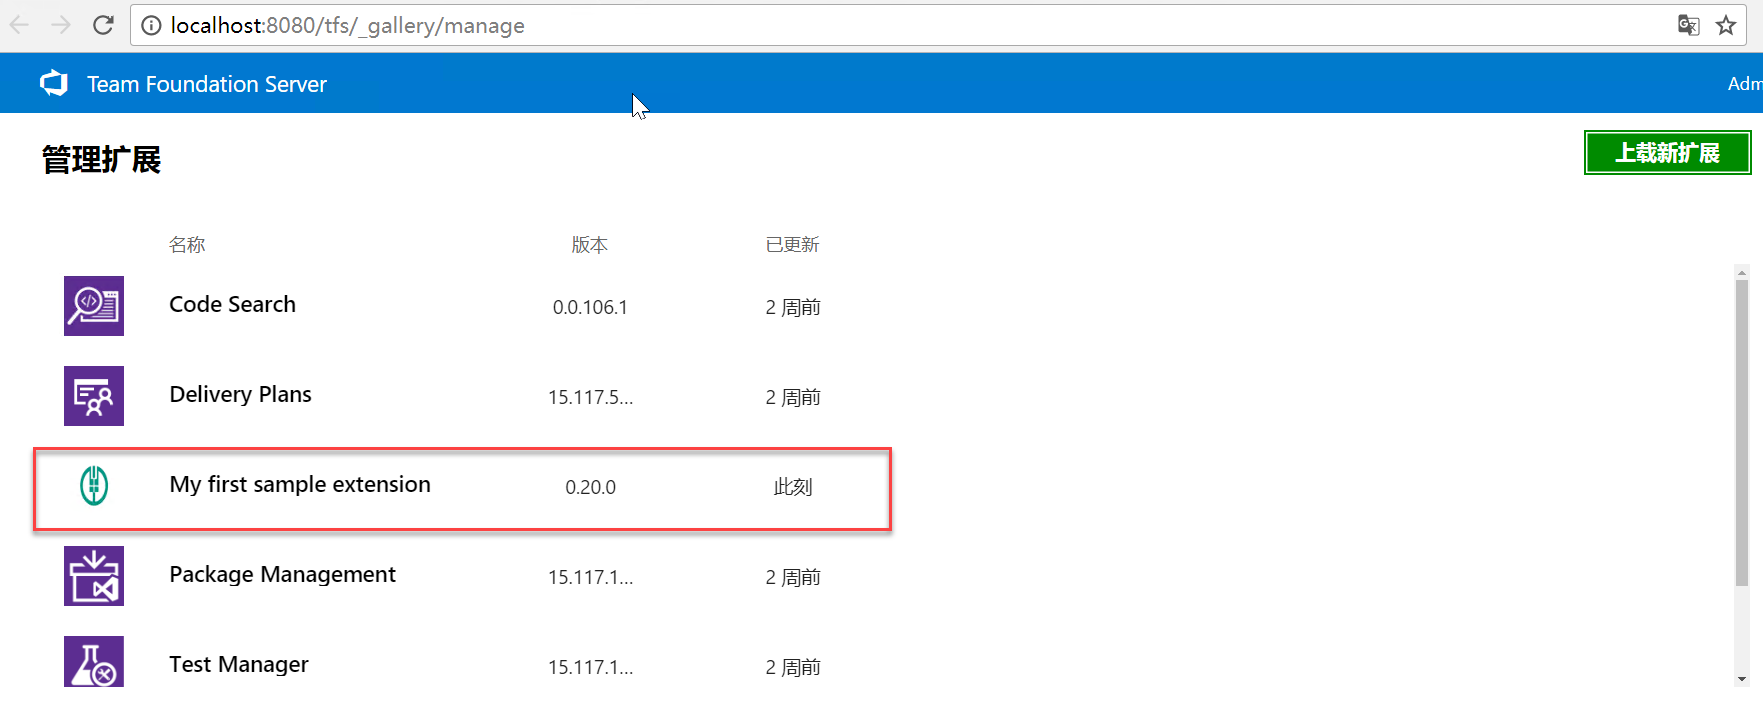 localhost:8080/tfs/_gallery/manage
Team Foundation Server
Adm
管理扩展
上载新扩展
名称 版本 已更新
Code Search 0.0.106.1 2 周前
Delivery Plans 15.117.5... 2 周前
My first sample extension 0.20.0 此刻
Package Management 15.117.1... 2 周前
Test Manager 15.117.1... 2 周前